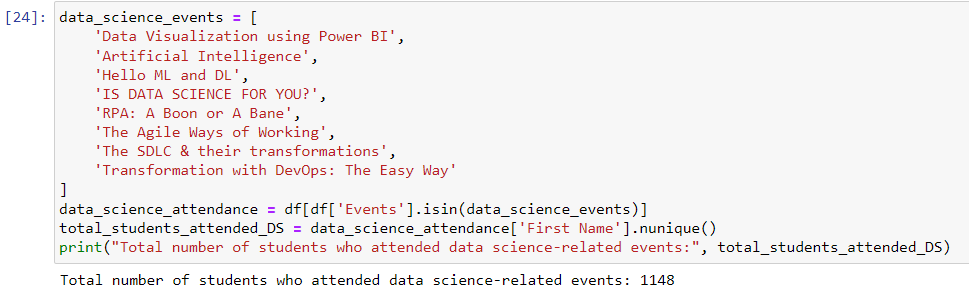 [24]: data_science_events = [
'Data Visualization using Power BI',
'Artificial Intelligence',
'Hello ML and DL',
'IS DATA SCIENCE FOR YOU?',
'RPA: A Boon or A Bane',
'The Agile Ways of Working',
'The SDLC & their transformations',
'Transformation with DevOps: The Easy Way'
]
data_science_attendance = df[df['Events'].isin(data_science_events)]
total_students_attended_DS = data_science_attendance['First Name'].nunique()
print("Total number of students who attended data science-related events:", total_students_attended_DS)
Total number of students who attended data science-related events: 1148